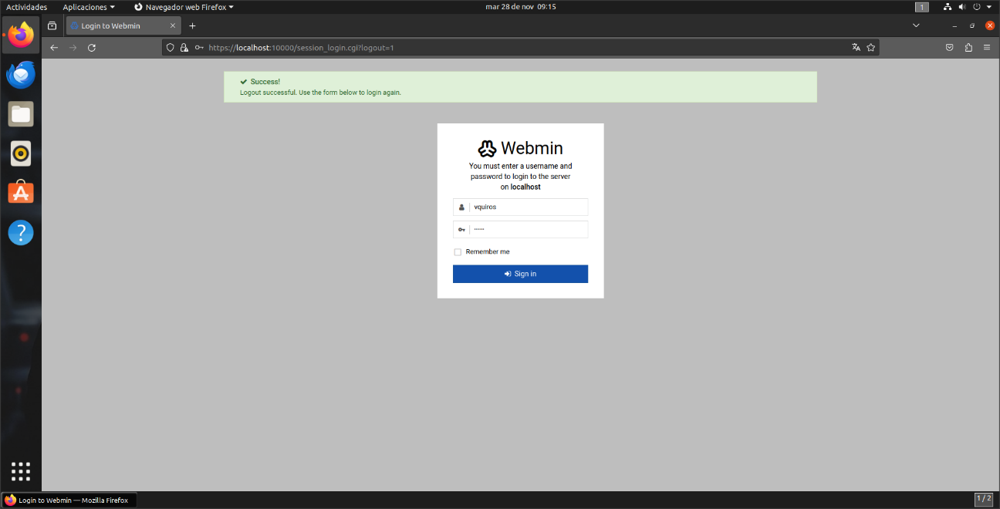 Actividades Aplicaciones Navegador web Firefox mar 28 de nov 09:15 1
Login to Webmin
https://localhost:10000/session_login.cgi?logout=1
Success!
Logout successful. Use the form below to login again.
Webmin
You must enter a username and
password to login to the server
on localhost
vquiros
Remember me
Sign in
Login to Webmin — Mozilla Firefox 1 / 2